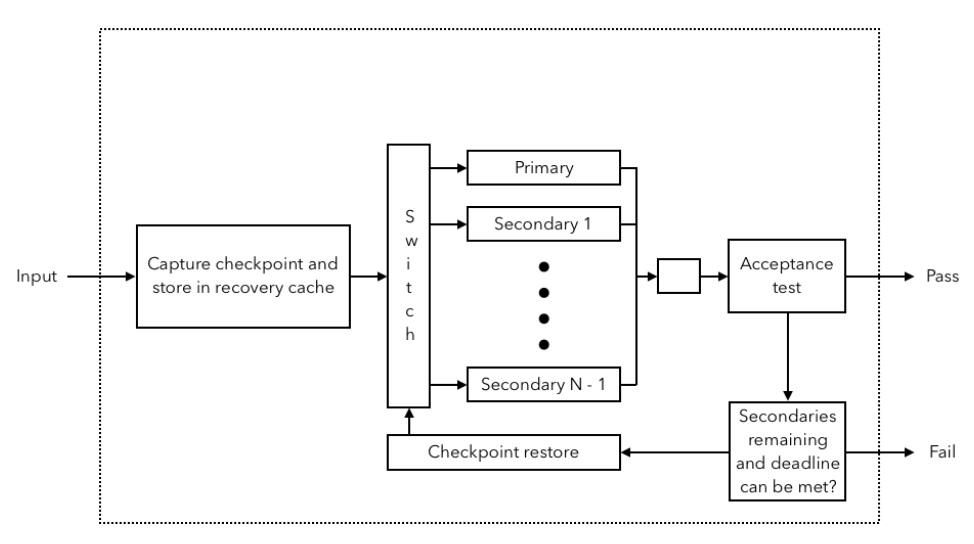 Primary
S
w
i
t
c
h
Secondary 1
Capture checkpoint and
store in recovery cache
Acceptance
test
Input
Pass
Secondary N - 1
Secondaries
remaining
and deadline
can be met?
Checkpoint restore
Fail